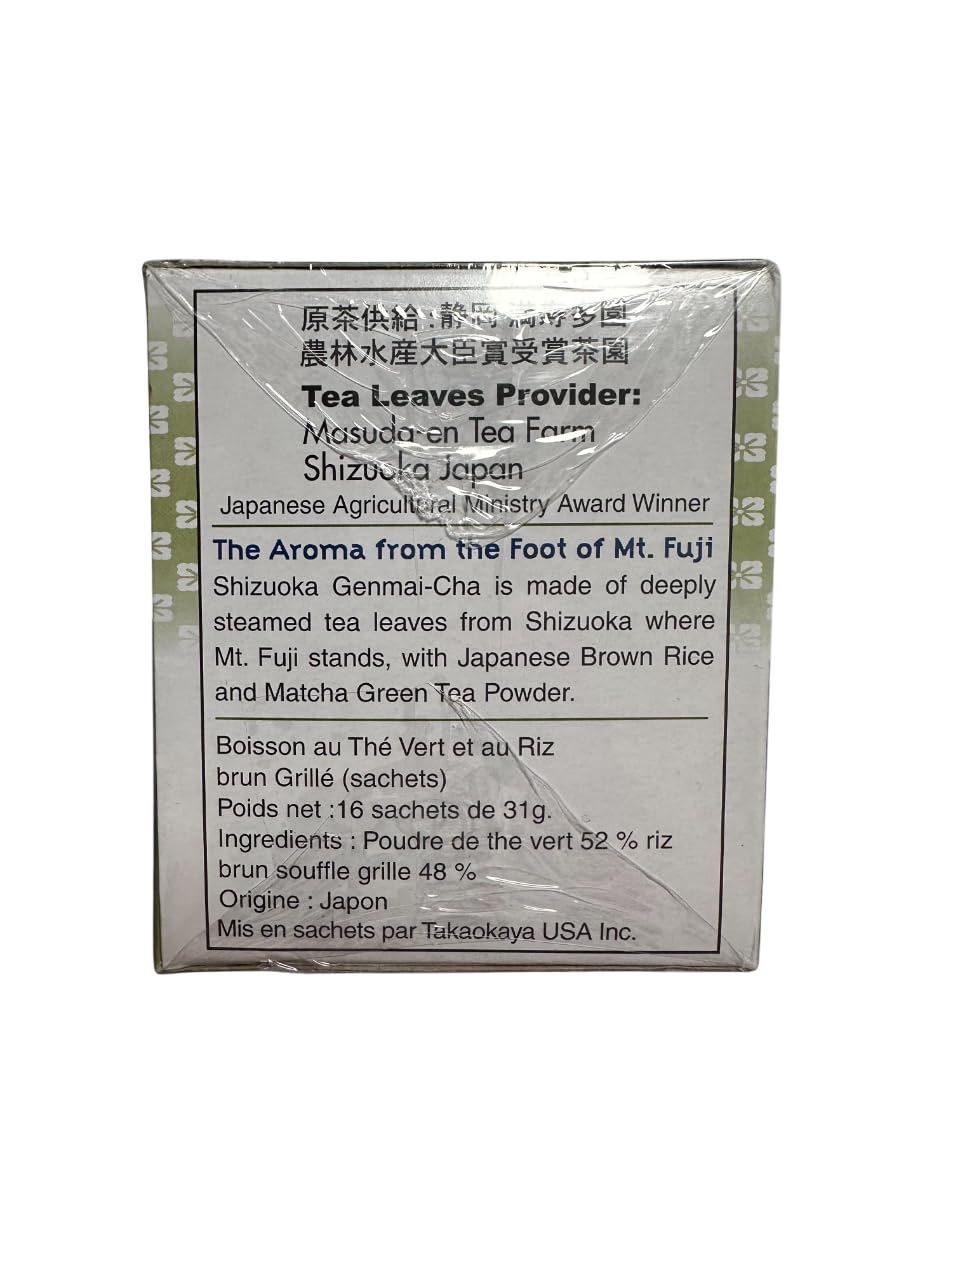 原茶供給:静岡 満寿多園
農林水産大臣賞受賞茶園
Tea Leaves Provider:
Masuda-en Tea Farm
Shizuoka Japan
Japanese Agricultural Ministry Award Winner
The Aroma from the Foot of Mt. Fuji
Shizuoka Genmai-Cha is made of deeply
steamed tea leaves from Shizuoka where
Mt. Fuji stands, with Japanese Brown Rice
and Matcha Green Tea Powder.
Boisson au Thé Vert et au Riz
brun Grillé (sachets)
Poids net :16 sachets de 31g.
Ingredients : Poudre de the vert 52 % riz
brun souffle grille 48 %
Origine : Japon
Mis en sachets par Takaokaya USA Inc.